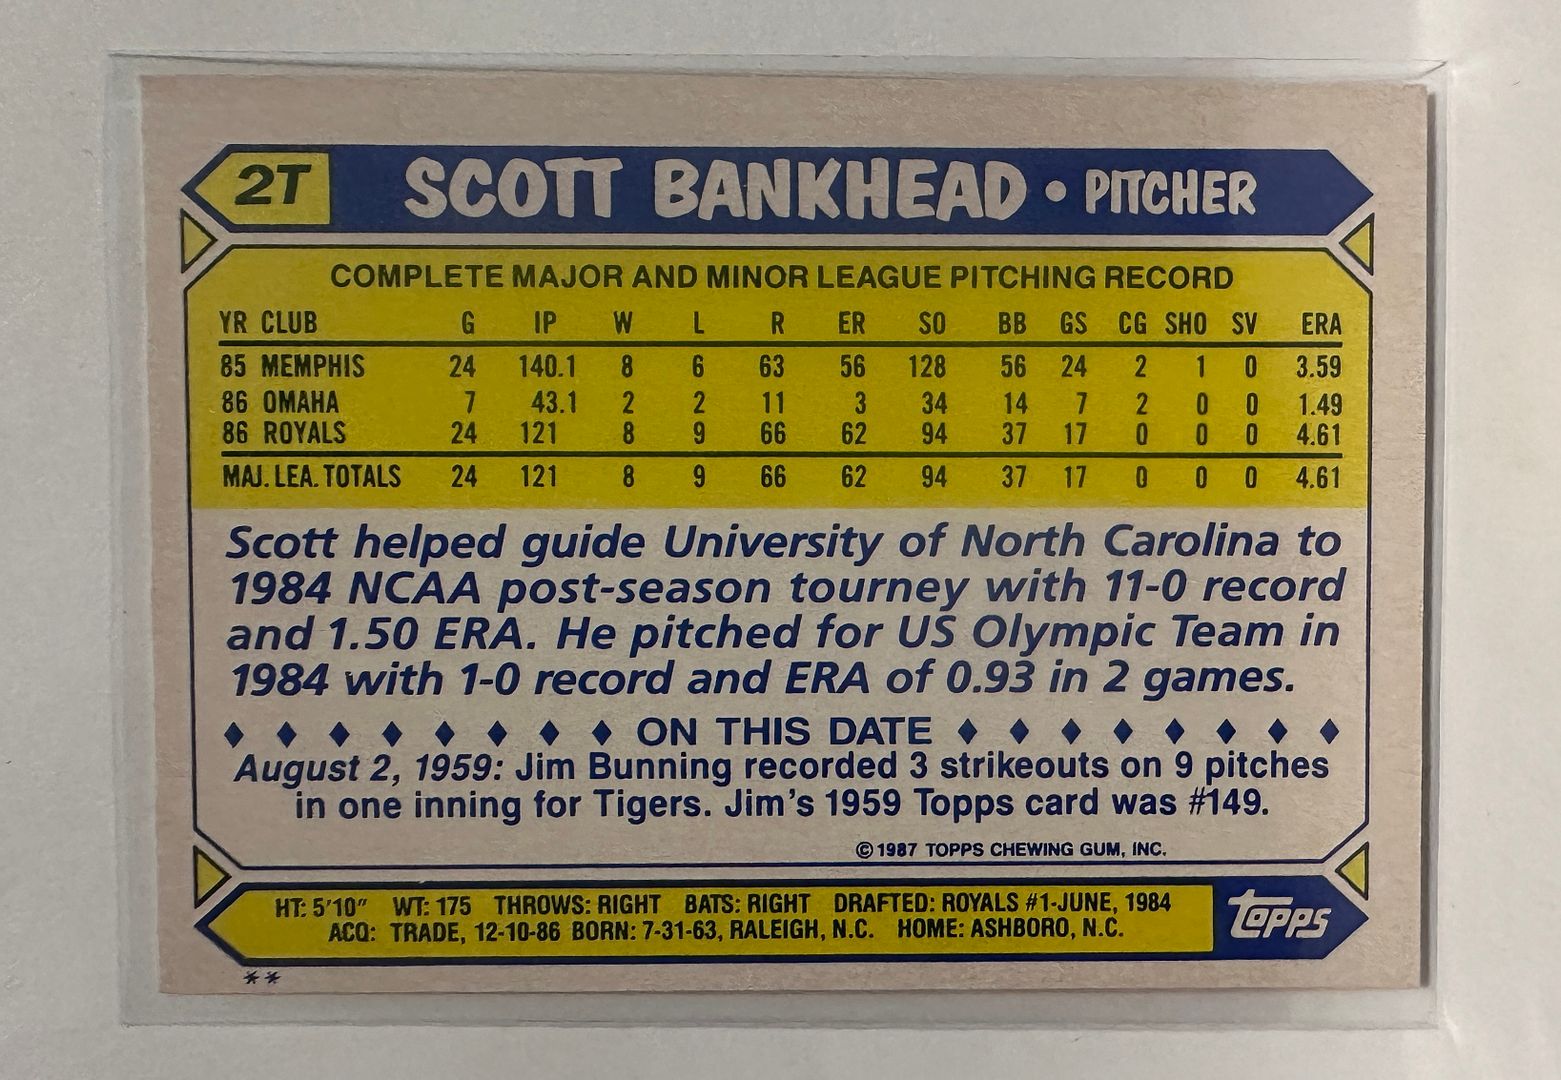 2T SCOTT BANKHEAD • PITCHER
COMPLETE MAJOR AND MINOR LEAGUE PITCHING RECORD
YR CLUB G IP W L R ER SO BB GS CG SHO SV ERA
85 MEMPHIS 24 140.1 8 6 63 56 128 56 24 2 1 0 3.59
86 OMAHA 7 43.1 2 2 11 3 34 14 7 2 0 0 1.49
86 ROYALS 24 121 8 9 66 62 94 37 17 0 0 0 4.61
MAJ. LEA. TOTALS 24 121 8 9 66 62 94 37 17 0 0 0 4.61
Scott helped guide University of North Carolina to
1984 NCAA post-season tourney with 11-0 record
and 1.50 ERA. He pitched for US Olympic Team in
1984 with 1-0 record and ERA of 0.93 in 2 games.
♦ ♦ ♦ ♦ ♦ ♦ ♦ ♦ ON THIS DATE ♦ ♦ ♦ ♦ ♦ ♦ ♦ ♦
August 2, 1959: Jim Bunning recorded 3 strikeouts on 9 pitches
in one inning for Tigers. Jim's 1959 Topps card was #149.
© 1987 TOPPS CHEWING GUM, INC.
HT: 5'10" WT: 175 THROWS: RIGHT BATS: RIGHT DRAFTED: ROYALS #1-JUNE, 1984
ACQ: TRADE, 12-10-86 BORN: 7-31-63, RALEIGH, N.C. HOME: ASHBORO, N.C.
topps
**